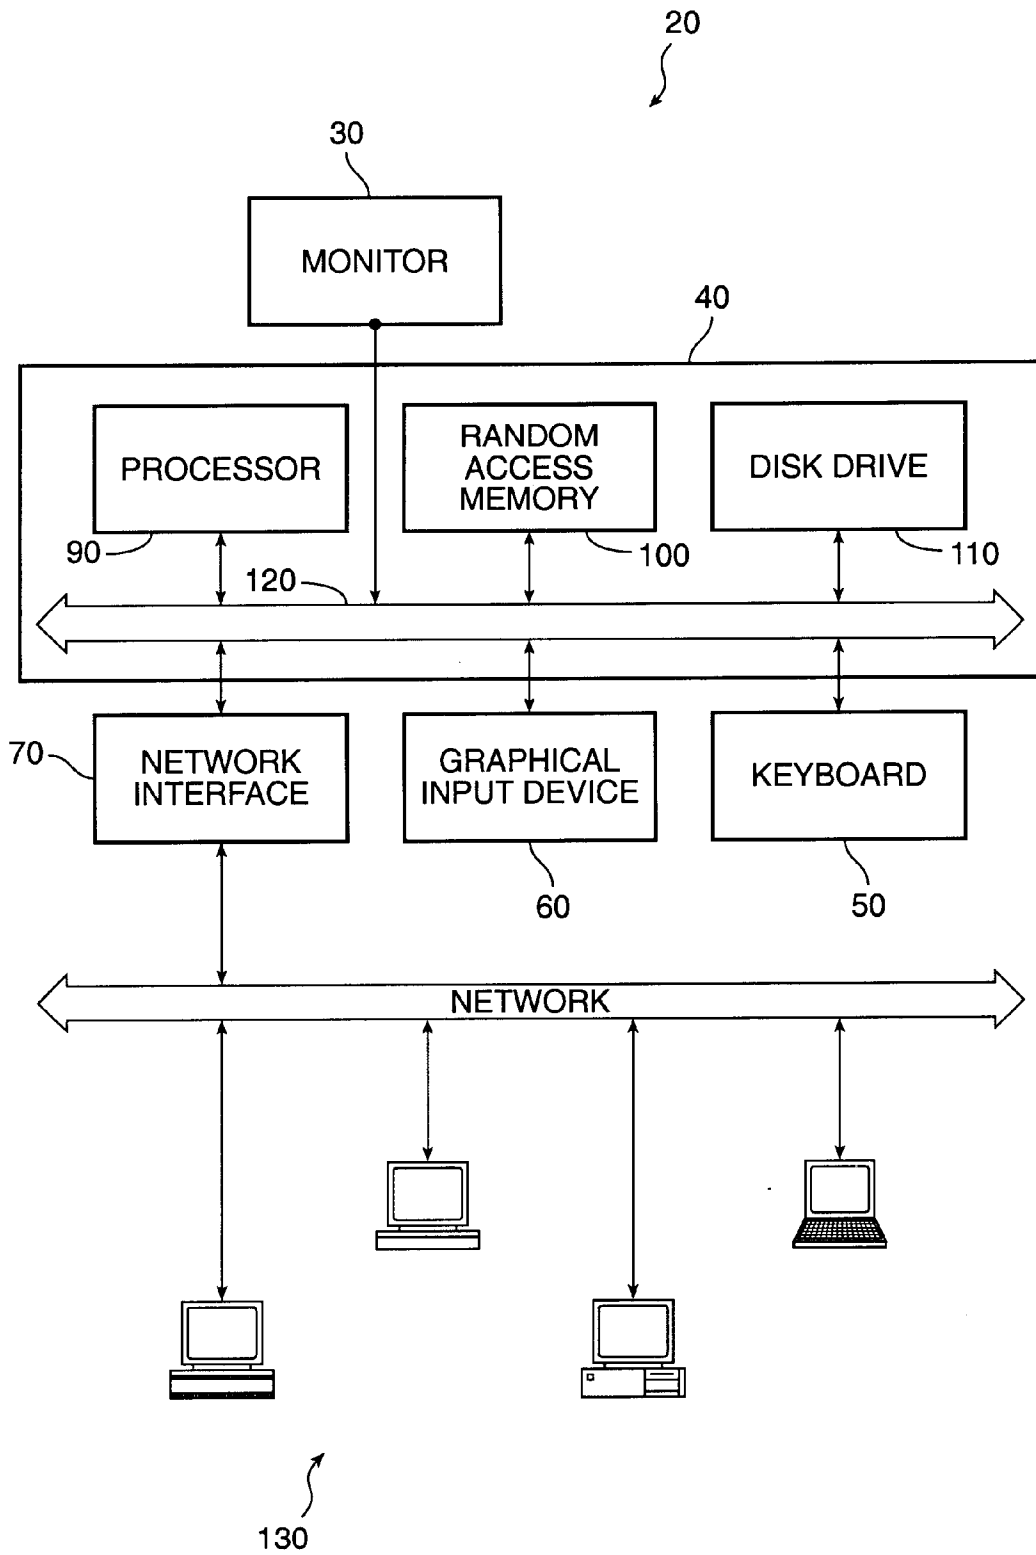 20
30
MONITOR
40
PROCESSOR
RANDOM
ACCESS
MEMORY
DISK DRIVE
90
100
110
120
70
NETWORK
INTERFACE
GRAPHICAL
INPUT DEVICE
KEYBOARD
60
50
NETWORK
130